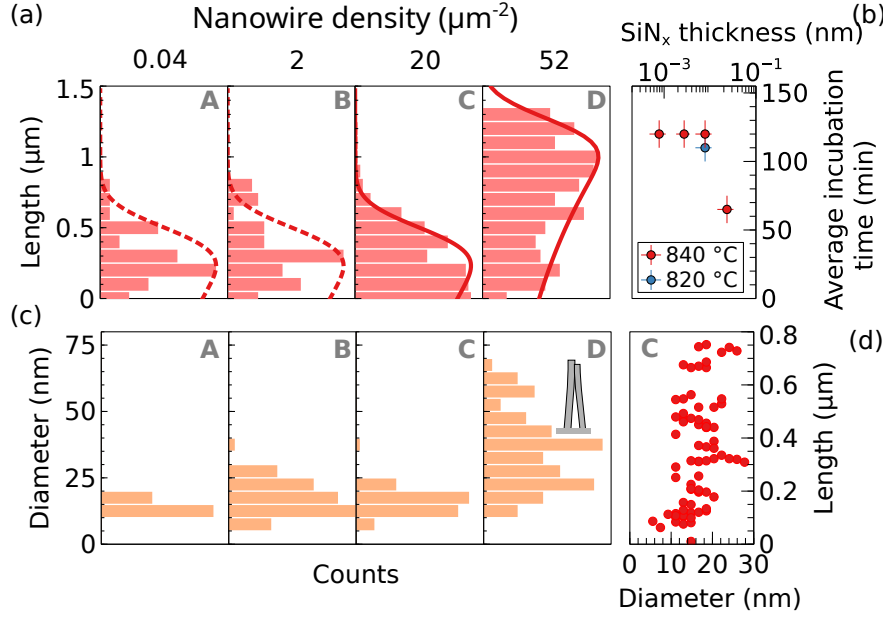 (a)
Nanowire density (µm⁻²)
0.04 2 20 52
A B C D
1.5
1
0.5
0
Length (µm)
(b)
SiNₓ thickness (nm)
10⁻³ 10⁻¹
150
100
50
0
Average incubation
time (min)
840 °C
820 °C
(c)
A B C D
75
50
25
0
Diameter (nm)
Counts
(d)
C
0.8
0.6
0.4
0.2
0
Length (µm)
0 10 20 30
Diameter (nm)